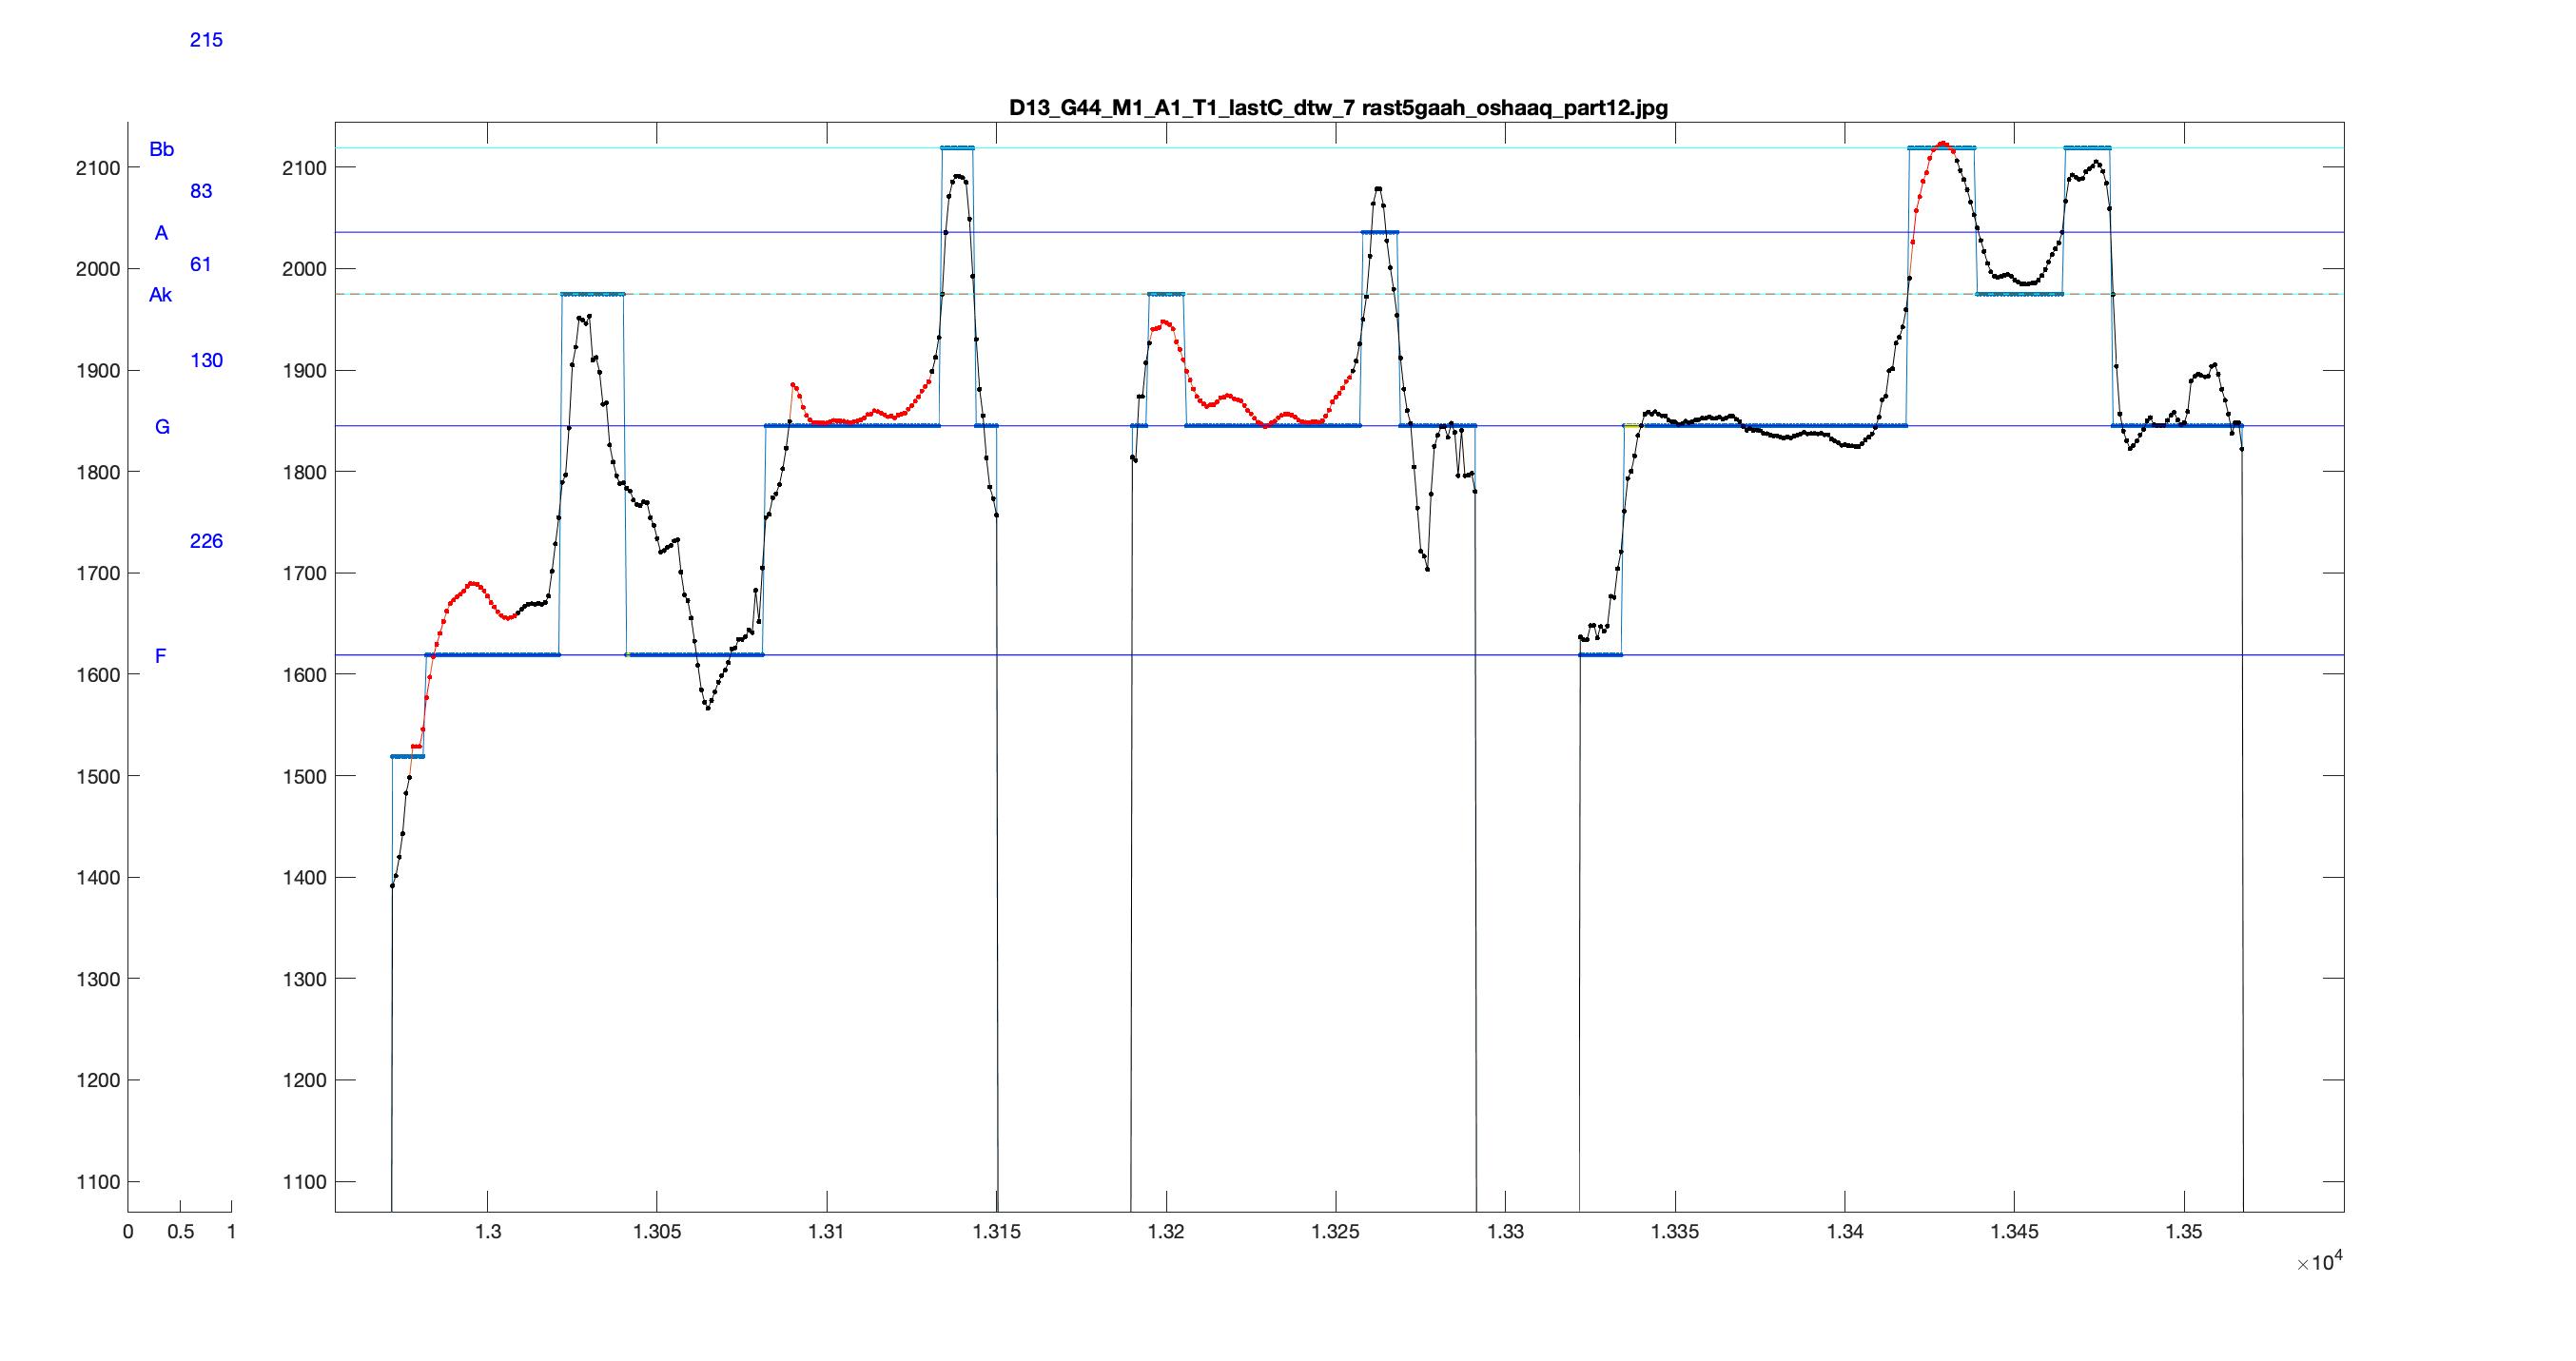 215
D13_G44_M1_A1_T1_lastC_dtw_7 rast5gaah_oshaaq_part12.jpg
Bb
2100 2100
83
A
2000 61 2000
Ak
130
1900 1900
G
1800 1800
226
1700 1700
F
1600 1600
1500 1500
1400 1400
1300 1300
1200 1200
1100 1100
0 0.5 1 1.3 1.305 1.31 1.315 1.32 1.325 1.33 1.335 1.34 1.345 1.35
×10⁴